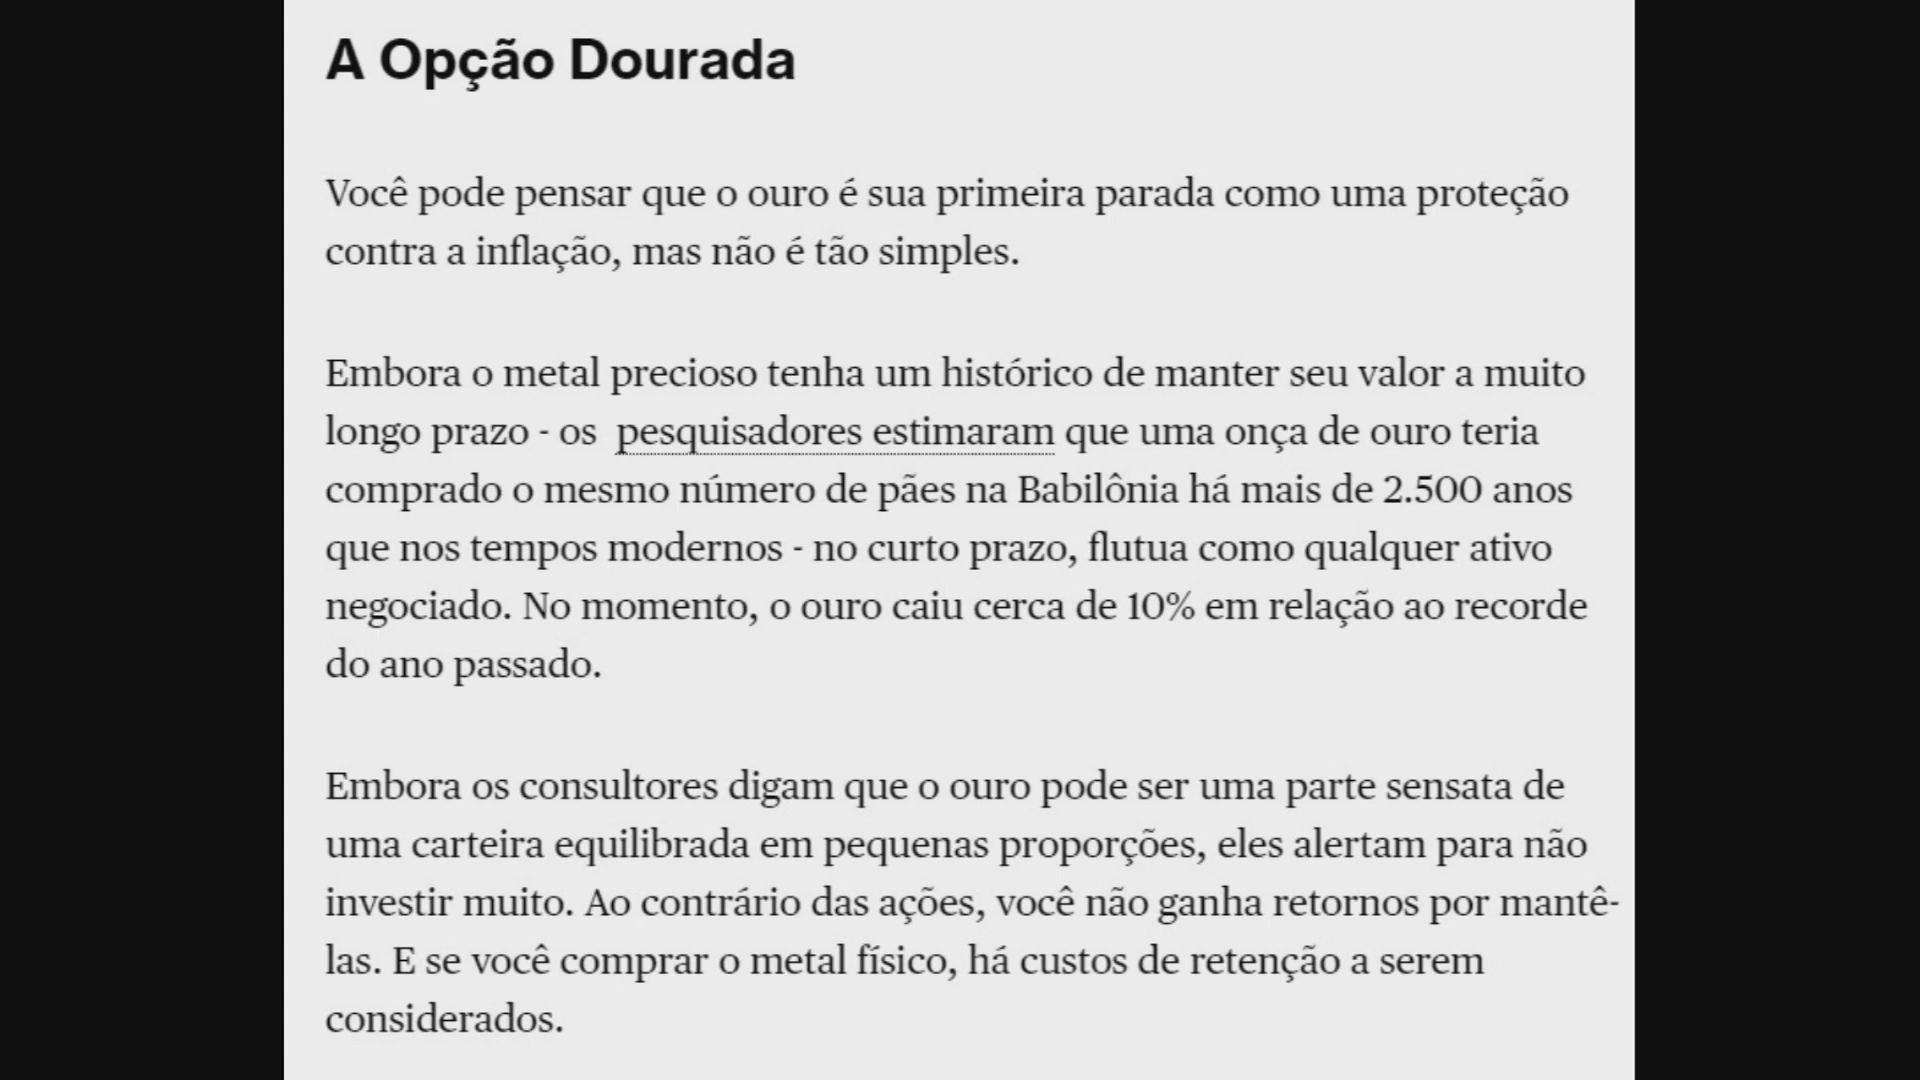 A Opção Dourada
Você pode pensar que o ouro é sua primeira parada como uma proteção
contra a inflação, mas não é tão simples.
Embora o metal precioso tenha um histórico de manter seu valor a muito
longo prazo - os pesquisadores estimaram que uma onça de ouro teria
comprado o mesmo número de pães na Babilônia há mais de 2.500 anos
que nos tempos modernos - no curto prazo, flutua como qualquer ativo
negociado. No momento, o ouro caiu cerca de 10% em relação ao recorde
do ano passado.
Embora os consultores digam que o ouro pode ser uma parte sensata de
uma carteira equilibrada em pequenas proporções, eles alertam para não
investir muito. Ao contrário das ações, você não ganha retornos por mantê-
las. E se você comprar o metal físico, há custos de retenção a serem
considerados.